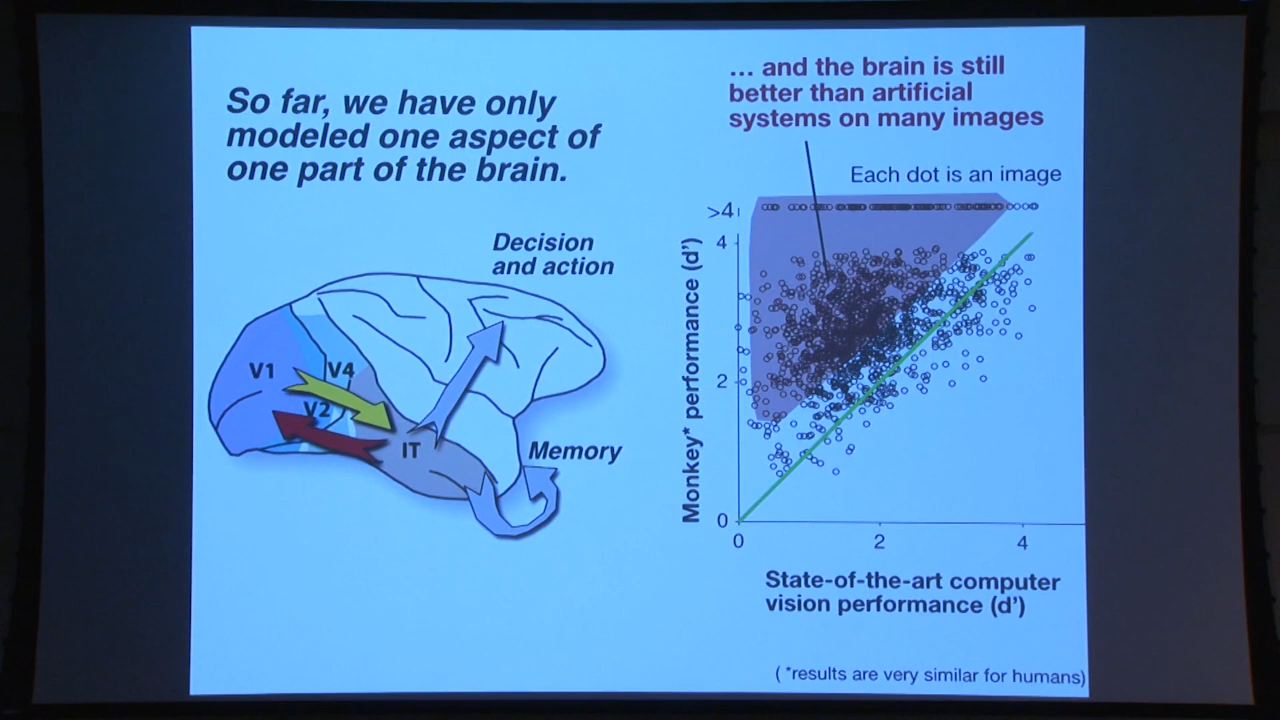 So far, we have only
modeled one aspect of
one part of the brain.
Decision
and action
V1
V4
V2
IT
Memory
… and the brain is still
better than artificial
systems on many images
Each dot is an image
>4
4
2
0
Monkey* performance (d')
0
2
4
State-of-the-art computer
vision performance (d')
( *results are very similar for humans)